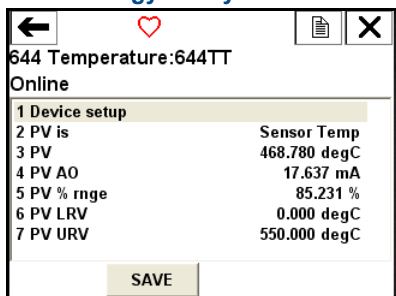 644 Temperature:644TT
Online
1 Device setup
2 PV is Sensor Temp
3 PV 468.780 degC
4 PV AO 17.637 mA
5 PV % rnge 85.231 %
6 PV LRV 0.000 degC
7 PV URV 550.000 degC
SAVE